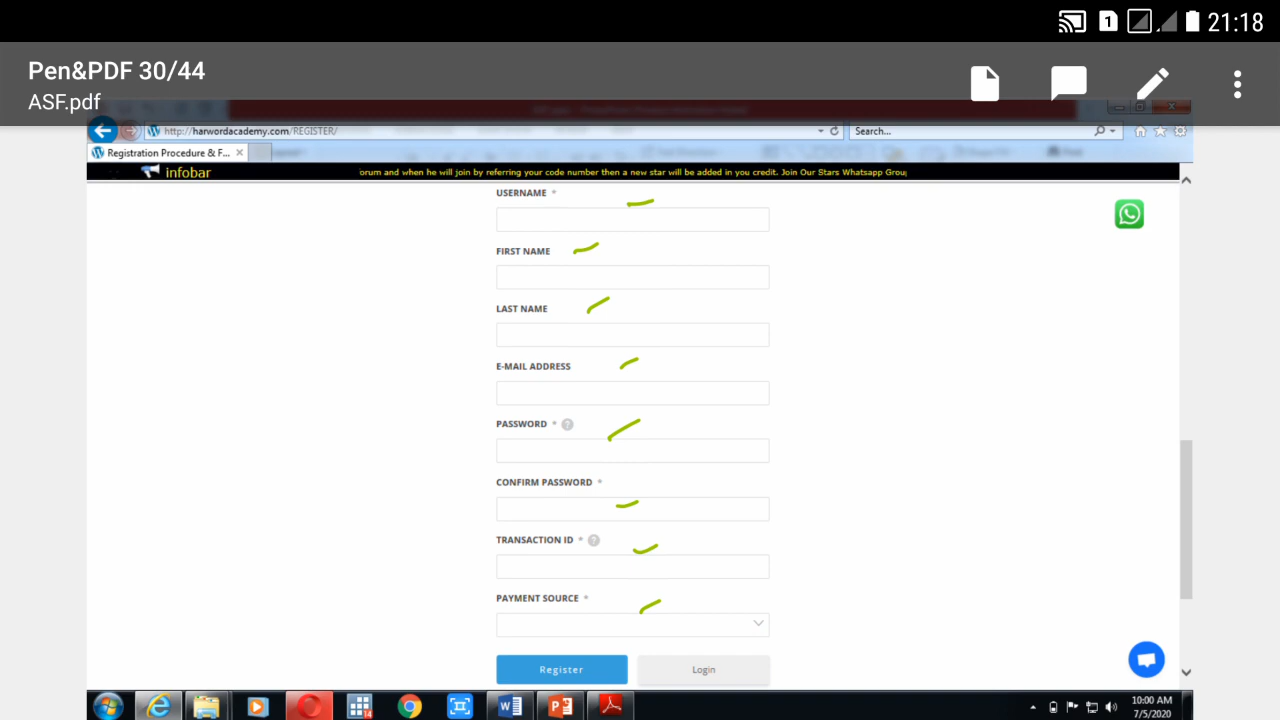 21:18
Pen&PDF 30/44
ASF.pdf
http://harwordacademy.com/REGISTER/
Search...
Registration Procedure & F...
infobar
orum and when he will join by referring your code number then a new star will be added in you credit. Join Our Stars Whatsapp Grou
USERNAME *
FIRST NAME
LAST NAME
E-MAIL ADDRESS
PASSWORD * ?
CONFIRM PASSWORD *
TRANSACTION ID * ?
PAYMENT SOURCE *
Register
Login
10:00 AM
7/5/2020